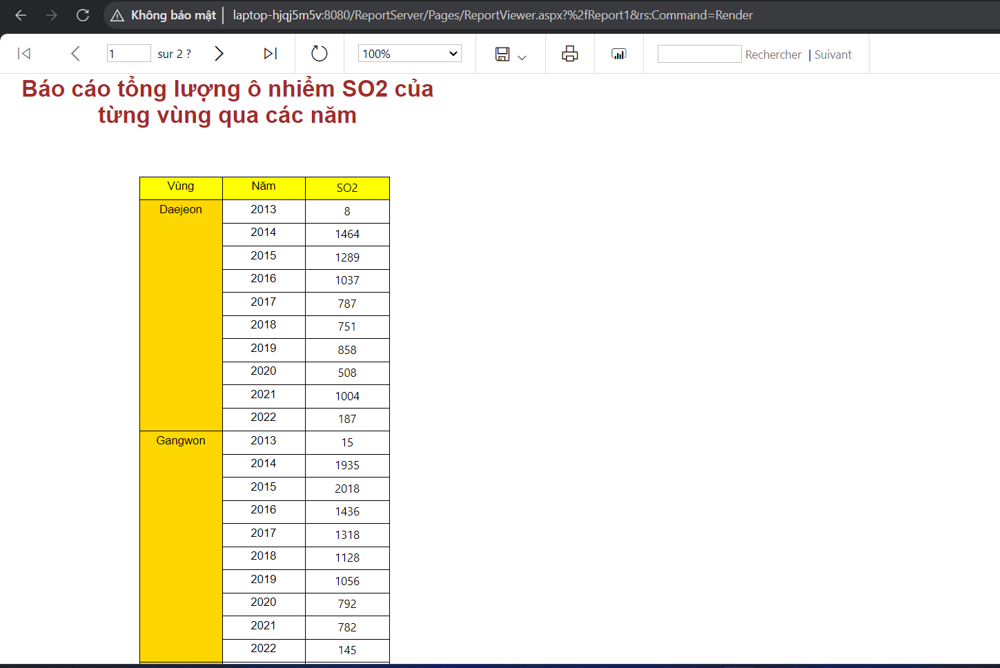 Không bảo mật laptop-hjqj5m5v:8080/ReportServer/Pages/ReportViewer.aspx?%2fReport1&rs:Command=Render
1 sur 2 ? 100% Rechercher | Suivant
Báo cáo tổng lượng ô nhiểm SO2 của
từng vùng qua các năm
Vùng Năm SO2
Daejeon 2013 8
2014 1464
2015 1289
2016 1037
2017 787
2018 751
2019 858
2020 508
2021 1004
2022 187
Gangwon 2013 15
2014 1935
2015 2018
2016 1436
2017 1318
2018 1128
2019 1056
2020 792
2021 782
2022 145